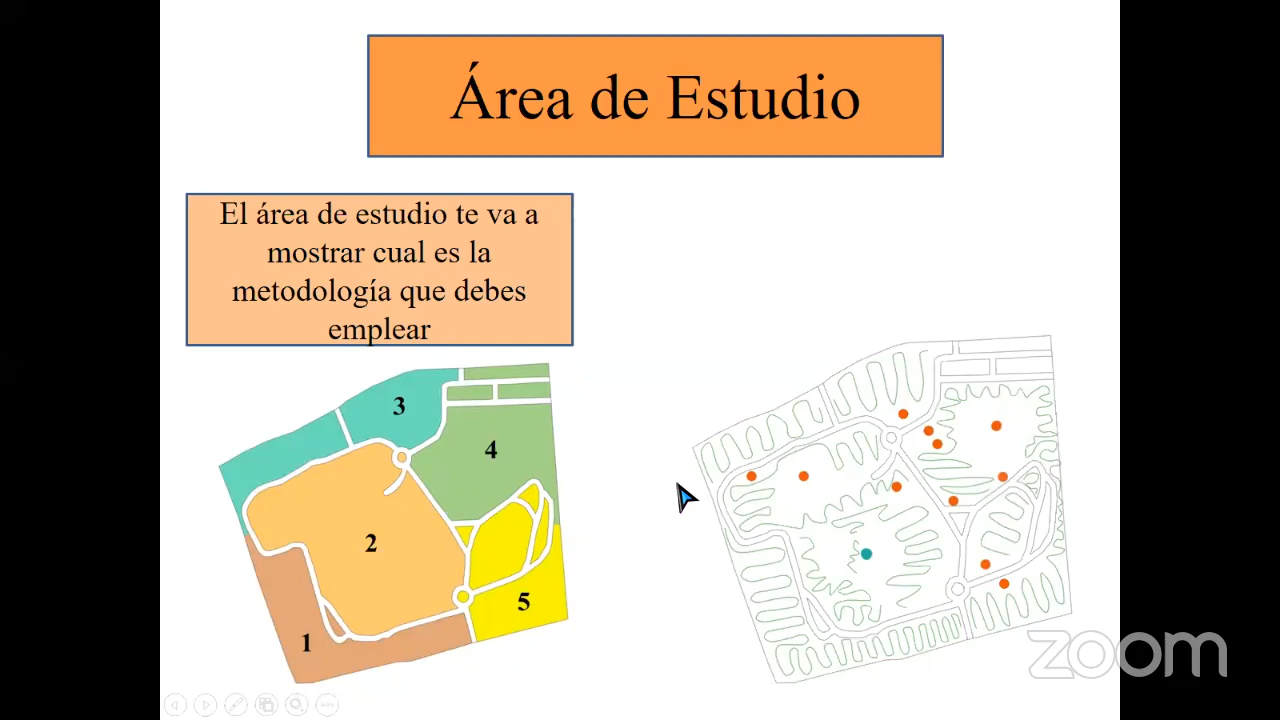 Área de Estudio
El área de estudio te va a
mostrar cual es la
metodología que debes
emplear
3
4
2
5
1
zoom